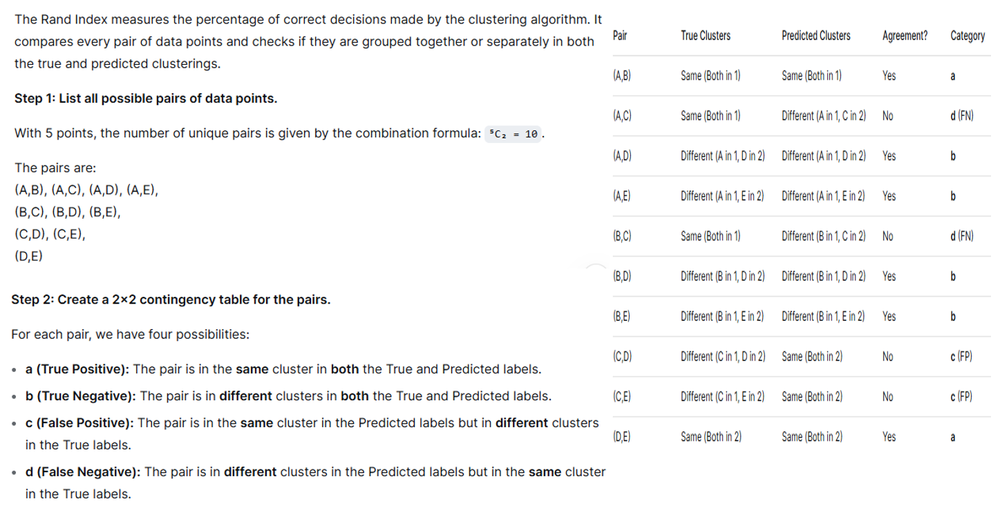 The Rand Index measures the percentage of correct decisions made by the clustering algorithm. It
compares every pair of data points and checks if they are grouped together or separately in both
the true and predicted clusterings.
Step 1: List all possible pairs of data points.
With 5 points, the number of unique pairs is given by the combination formula: ⁵C₂ = 10.
The pairs are:
(A,B), (A,C), (A,D), (A,E),
(B,C), (B,D), (B,E),
(C,D), (C,E),
(D,E)
Step 2: Create a 2×2 contingency table for the pairs.
For each pair, we have four possibilities:
• a (True Positive): The pair is in the same cluster in both the True and Predicted labels.
• b (True Negative): The pair is in different clusters in both the True and Predicted labels.
• c (False Positive): The pair is in the same cluster in the Predicted labels but in different clusters
in the True labels.
• d (False Negative): The pair is in different clusters in the Predicted labels but in the same cluster
in the True labels.
Pair True Clusters Predicted Clusters Agreement? Category
(A,B) Same (Both in 1) Same (Both in 1) Yes a
(A,C) Same (Both in 1) Different (A in 1, C in 2) No d (FN)
(A,D) Different (A in 1, D in 2) Different (A in 1, D in 2) Yes b
(A,E) Different (A in 1, E in 2) Different (A in 1, E in 2) Yes b
(B,C) Same (Both in 1) Different (B in 1, C in 2) No d (FN)
(B,D) Different (B in 1, D in 2) Different (B in 1, D in 2) Yes b
(B,E) Different (B in 1, E in 2) Different (B in 1, E in 2) Yes b
(C,D) Different (C in 1, D in 2) Same (Both in 2) No c (FP)
(C,E) Different (C in 1, E in 2) Same (Both in 2) No c (FP)
(D,E) Same (Both in 2) Same (Both in 2) Yes a